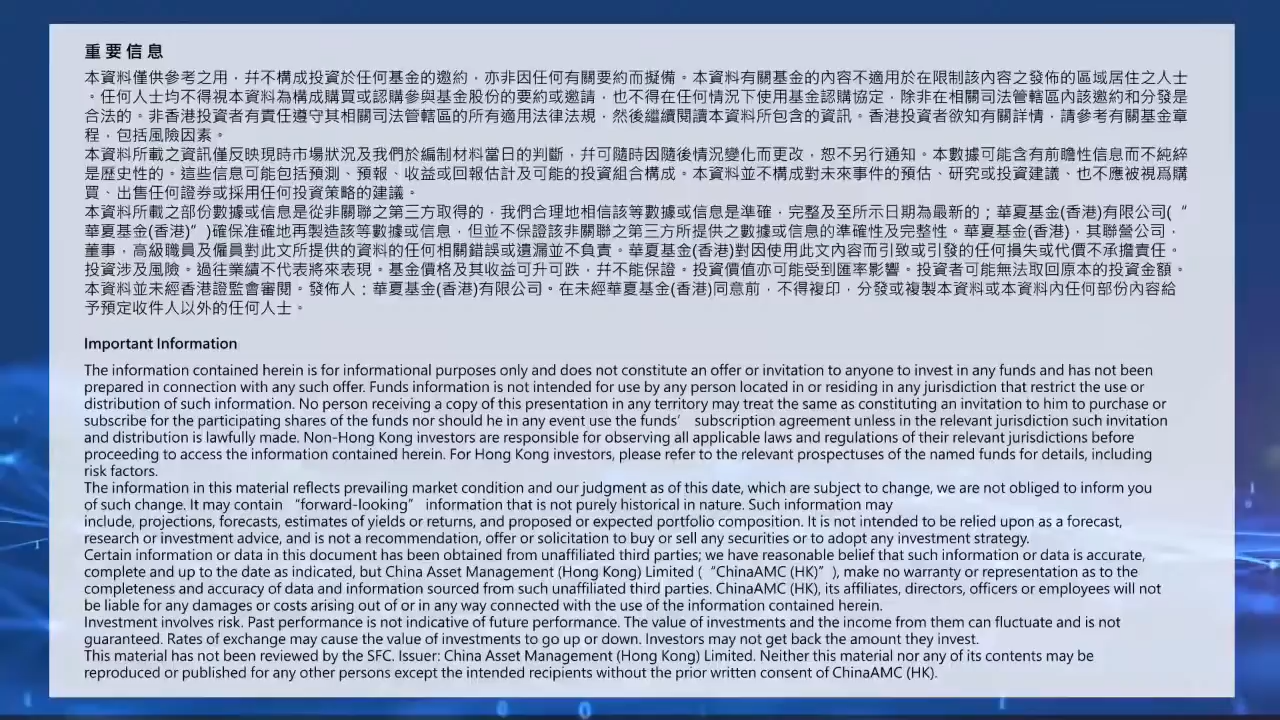 重要信息
本資料僅供參考之用，幷不構成投資於任何基金的邀約，亦非因任何有關要約而擬備。本資料有關基金的內容不適用於在限制該內容之發佈的區域居住之人士
。任何人士均不得視本資料為構成購買或認購參與基金股份的要約或邀請，也不得在任何情況下使用基金認購協定，除非在相關司法管轄區內該邀約和分發是
合法的。非香港投資者有責任遵守其相關司法管轄區的所有適用法律法規，然後繼續閱讀本資料所包含的資訊。香港投資者欲知有關詳情，請參考有關基金章
程，包括風險因素。
本資料所載之資訊僅反映現時市場狀況及我們於編制材料當日的判斷，幷可隨時因隨後情況變化而更改，恕不另行通知。本數據可能含有前瞻性信息而不純綷
是歷史性的。這些信息可能包括預測、預報、收益或回報估計及可能的投資組合構成。本資料並不構成對未來事件的預估、研究或投資建議、也不應被視爲購
買、出售任何證劵或採用任何投資策略的建議。
本資料所載之部份數據或信息是從非關聯之第三方取得的，我們合理地相信該等數據或信息是準確，完整及至所示日期為最新的；華夏基金(香港)有限公司(“
華夏基金(香港)”)確保准確地再製造該等數據或信息，但並不保證該非關聯之第三方所提供之數據或信息的準確性及完整性。華夏基金(香港)，其聯營公司，
董事，高級職員及僱員對此文所提供的資料的任何相關錯誤或遺漏並不負責。華夏基金(香港)對因使用此文內容而引致或引發的任何損失或代價不承擔責任。
投資涉及風險。過往業績不代表將來表現。基金價格及其收益可升可跌，幷不能保證。投資價值亦可能受到匯率影響。投資者可能無法取回原本的投資金額。
本資料並未經香港證監會審閱。發佈人：華夏基金(香港)有限公司。在未經華夏基金(香港)同意前，不得複印，分發或複製本資料或本資料內任何部份內容給
予預定收件人以外的任何人士。
Important Information
The information contained herein is for informational purposes only and does not constitute an offer or invitation to anyone to invest in any funds and has not been
prepared in connection with any such offer. Funds information is not intended for use by any person located in or residing in any jurisdiction that restrict the use or
distribution of such information. No person receiving a copy of this presentation in any territory may treat the same as constituting an invitation to him to purchase or
subscribe for the participating shares of the funds nor should he in any event use the funds’ subscription agreement unless in the relevant jurisdiction such invitation
and distribution is lawfully made. Non-Hong Kong investors are responsible for observing all applicable laws and regulations of their relevant jurisdictions before
proceeding to access the information contained herein. For Hong Kong investors, please refer to the relevant prospectuses of the named funds for details, including
risk factors.
The information in this material reflects prevailing market condition and our judgment as of this date, which are subject to change, we are not obliged to inform you
of such change. It may contain “forward-looking” information that is not purely historical in nature. Such information may
include, projections, forecasts, estimates of yields or returns, and proposed or expected portfolio composition. It is not intended to be relied upon as a forecast,
research or investment advice, and is not a recommendation, offer or solicitation to buy or sell any securities or to adopt any investment strategy.
Certain information or data in this document has been obtained from unaffiliated third parties; we have reasonable belief that such information or data is accurate,
complete and up to the date as indicated, but China Asset Management (Hong Kong) Limited (“ChinaAMC (HK)”), make no warranty or representation as to the
completeness and accuracy of data and information sourced from such unaffiliated third parties. ChinaAMC (HK), its affiliates, directors, officers or employees will not
be liable for any damages or costs arising out of or in any way connected with the use of the information contained herein.
Investment involves risk. Past performance is not indicative of future performance. The value of investments and the income from them can fluctuate and is not
guaranteed. Rates of exchange may cause the value of investments to go up or down. Investors may not get back the amount they invest.
This material has not been reviewed by the SFC. Issuer: China Asset Management (Hong Kong) Limited. Neither this material nor any of its contents may be
reproduced or published for any other persons except the intended recipients without the prior written consent of ChinaAMC (HK).